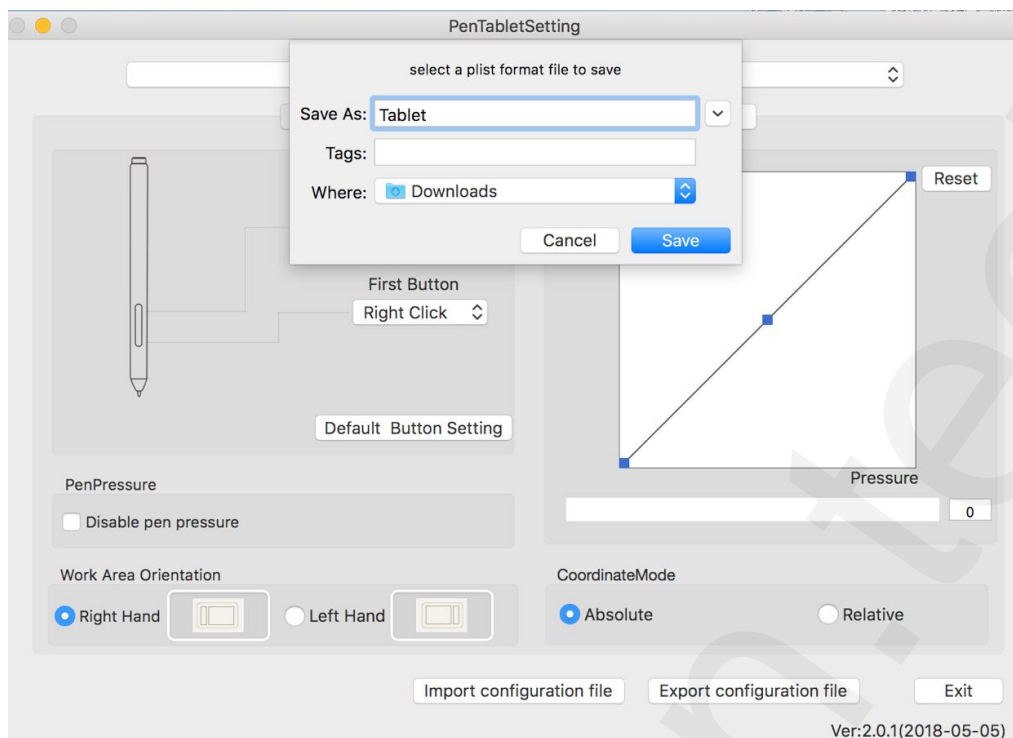 PenTabletSetting
select a plist format file to save
Save As: Tablet
Tags:
Where: Downloads
Cancel Save
Reset
First Button
Right Click
Default Button Setting
Pressure
0
PenPressure
Disable pen pressure
Work Area Orientation
Right Hand Left Hand
CoordinateMode
Absolute Relative
Import configuration file Export configuration file Exit
Ver:2.0.1(2018-05-05)